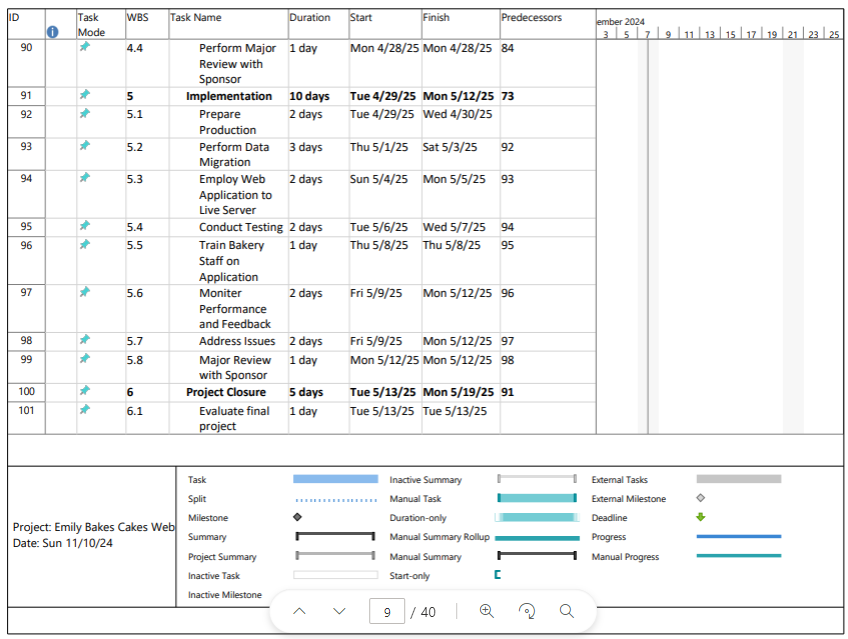 ID Task Mode WBS Task Name Duration Start Finish Predecessors
ember 2024
3 5 7 9 11 13 15 17 19 21 23 25
90 4.4 Perform Major Review with Sponsor 1 day Mon 4/28/25 Mon 4/28/25 84
91 5 Implementation 10 days Tue 4/29/25 Mon 5/12/25 73
92 5.1 Prepare Production 2 days Tue 4/29/25 Wed 4/30/25
93 5.2 Perform Data Migration 3 days Thu 5/1/25 Sat 5/3/25 92
94 5.3 Employ Web Application to Live Server 2 days Sun 5/4/25 Mon 5/5/25 93
95 5.4 Conduct Testing 2 days Tue 5/6/25 Wed 5/7/25 94
96 5.5 Train Bakery Staff on Application 1 day Thu 5/8/25 Thu 5/8/25 95
97 5.6 Moniter Performance and Feedback 2 days Fri 5/9/25 Mon 5/12/25 96
98 5.7 Address Issues 2 days Fri 5/9/25 Mon 5/12/25 97
99 5.8 Major Review with Sponsor 1 day Mon 5/12/25 Mon 5/12/25 98
100 6 Project Closure 5 days Tue 5/13/25 Mon 5/19/25 91
101 6.1 Evaluate final project 1 day Tue 5/13/25 Tue 5/13/25
Project: Emily Bakes Cakes Web
Date: Sun 11/10/24
Task
Split
Milestone
Summary
Project Summary
Inactive Task
Inactive Milestone
Inactive Summary
Manual Task
Duration-only
Manual Summary Rollup
Manual Summary
Start-only
External Tasks
External Milestone
Deadline
Progress
Manual Progress
9 / 40